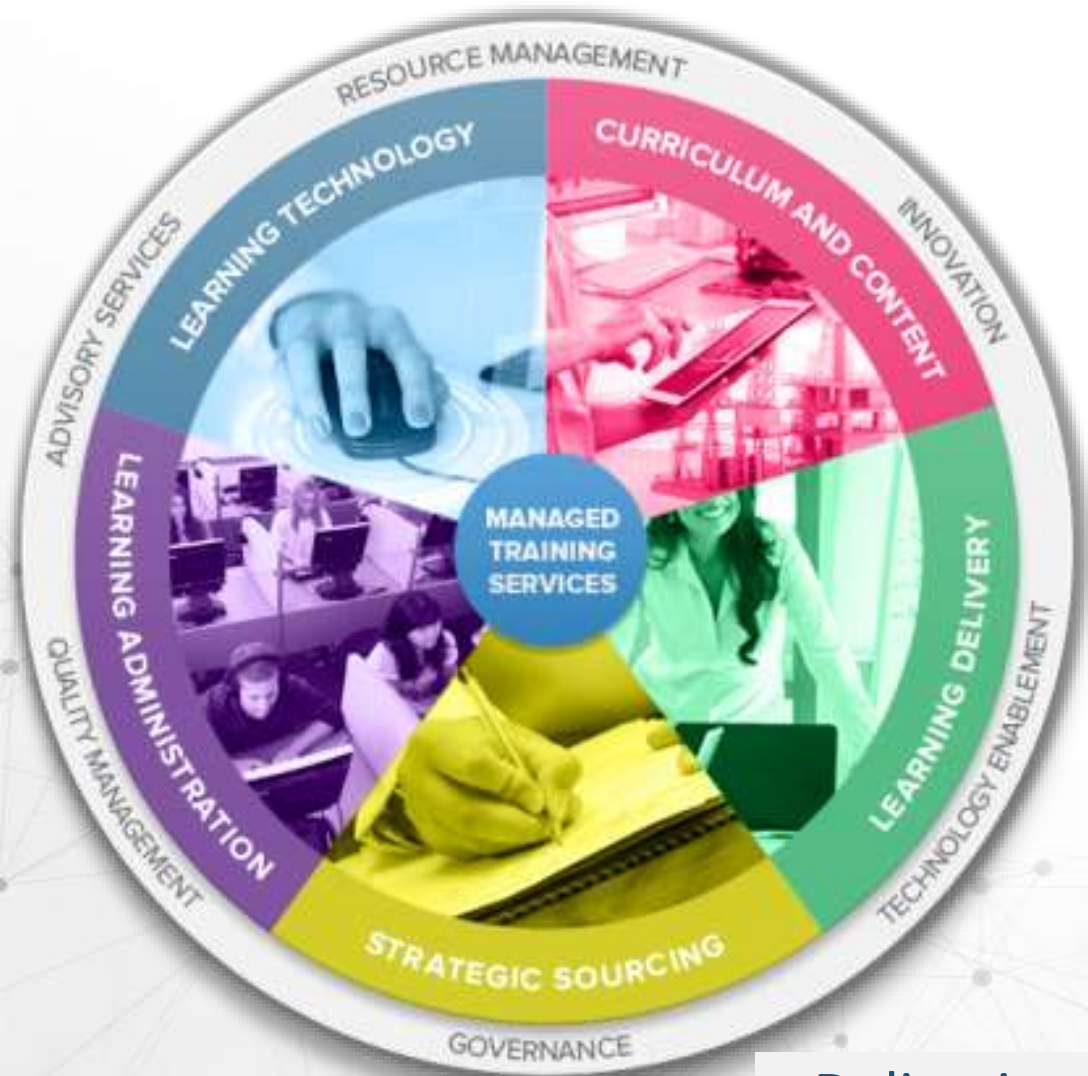 RESOURCE MANAGEMENT
INNOVATION
TECHNOLOGY ENABLEMENT
GOVERNANCE
QUALITY MANAGEMENT
ADVISORY SERVICES
LEARNING TECHNOLOGY
CURRICULUM AND CONTENT
LEARNING DELIVERY
STRATEGIC SOURCING
LEARNING ADMINISTRATION
MANAGED
TRAINING
SERVICES